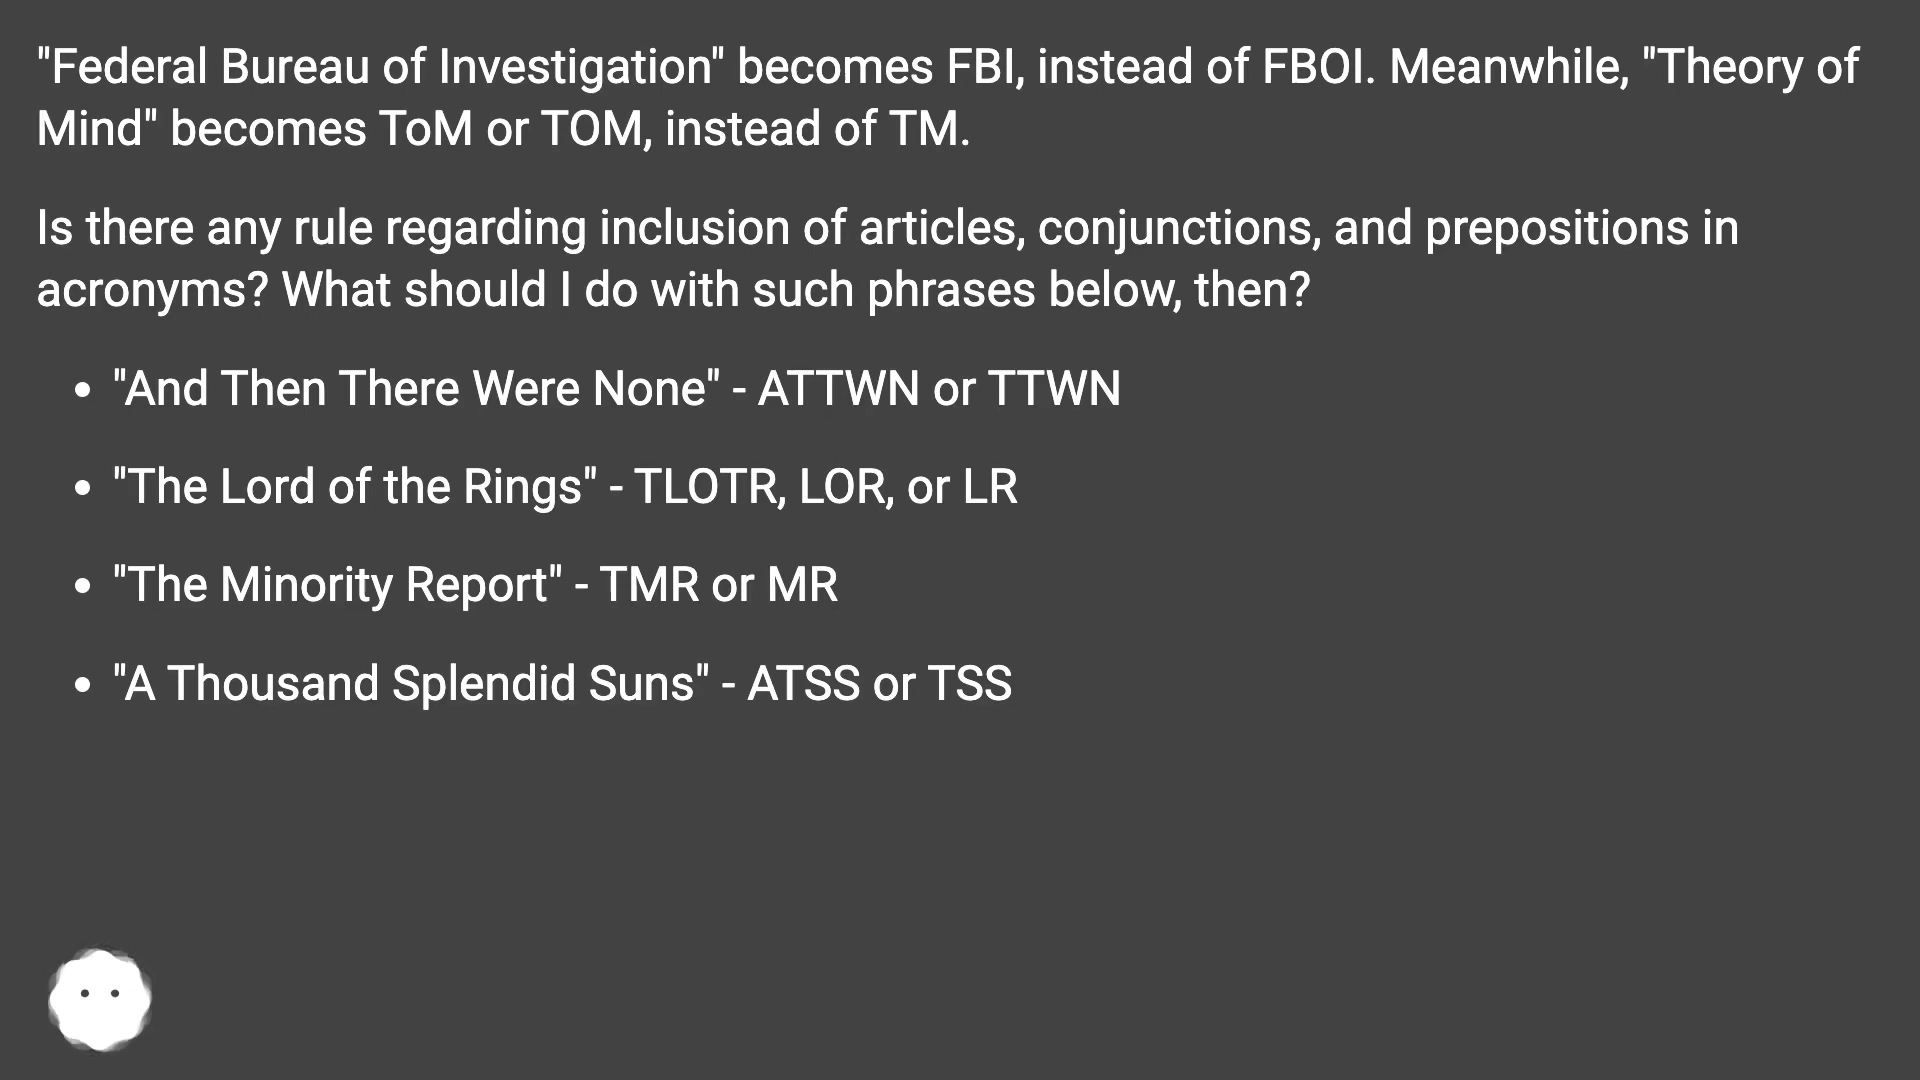 "Federal Bureau of Investigation" becomes FBI, instead of FBOI. Meanwhile, "Theory of
Mind" becomes ToM or TOM, instead of TM.
Is there any rule regarding inclusion of articles, conjunctions, and prepositions in
acronyms? What should I do with such phrases below, then?
• "And Then There Were None" - ATTWN or TTWN
• "The Lord of the Rings" - TLOTR, LOR, or LR
• "The Minority Report" - TMR or MR
• "A Thousand Splendid Suns" - ATSS or TSS